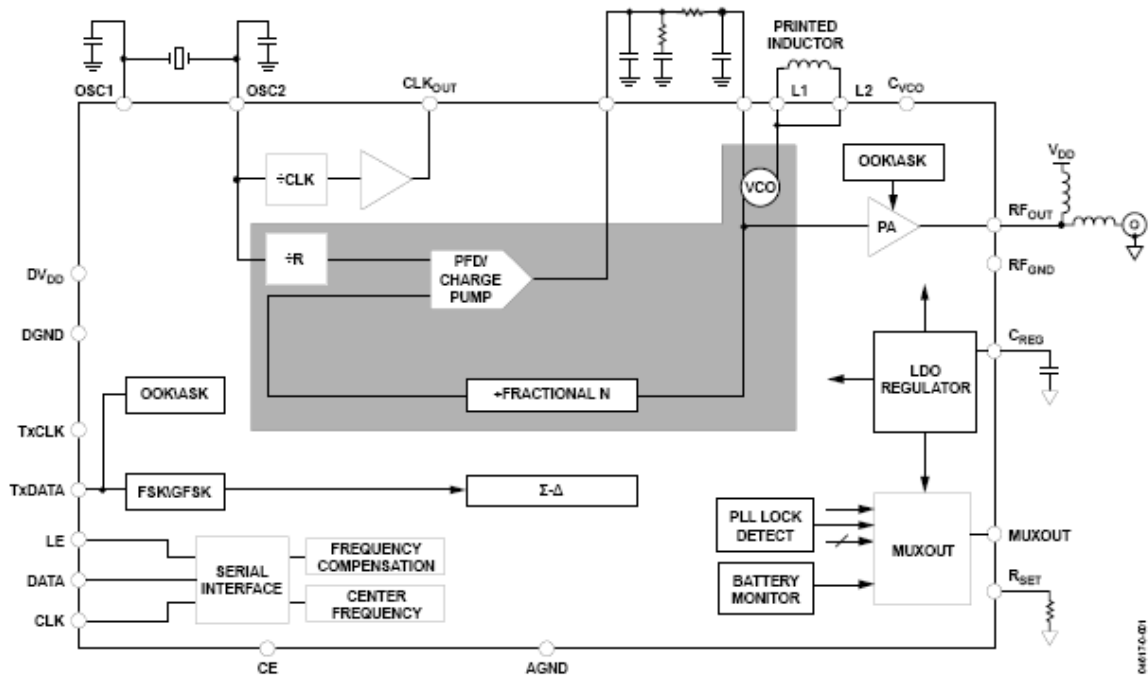 PRINTED
INDUCTOR
OSC1
OSC2
CLKOUT
L1
L2
CVCO
÷CLK
VCO
OOK\ASK
VDD
PA
RFOUT
÷R
PFD/
CHARGE
PUMP
RFGND
DVDD
DGND
CREG
LDO
REGULATOR
OOK\ASK
÷FRACTIONAL N
TxCLK
TxDATA
FSK\GFSK
Σ-Δ
PLL LOCK
DETECT
MUXOUT
MUXOUT
LE
DATA
CLK
SERIAL
INTERFACE
FREQUENCY
COMPENSATION
CENTER
FREQUENCY
BATTERY
MONITOR
RSET
CE
AGND